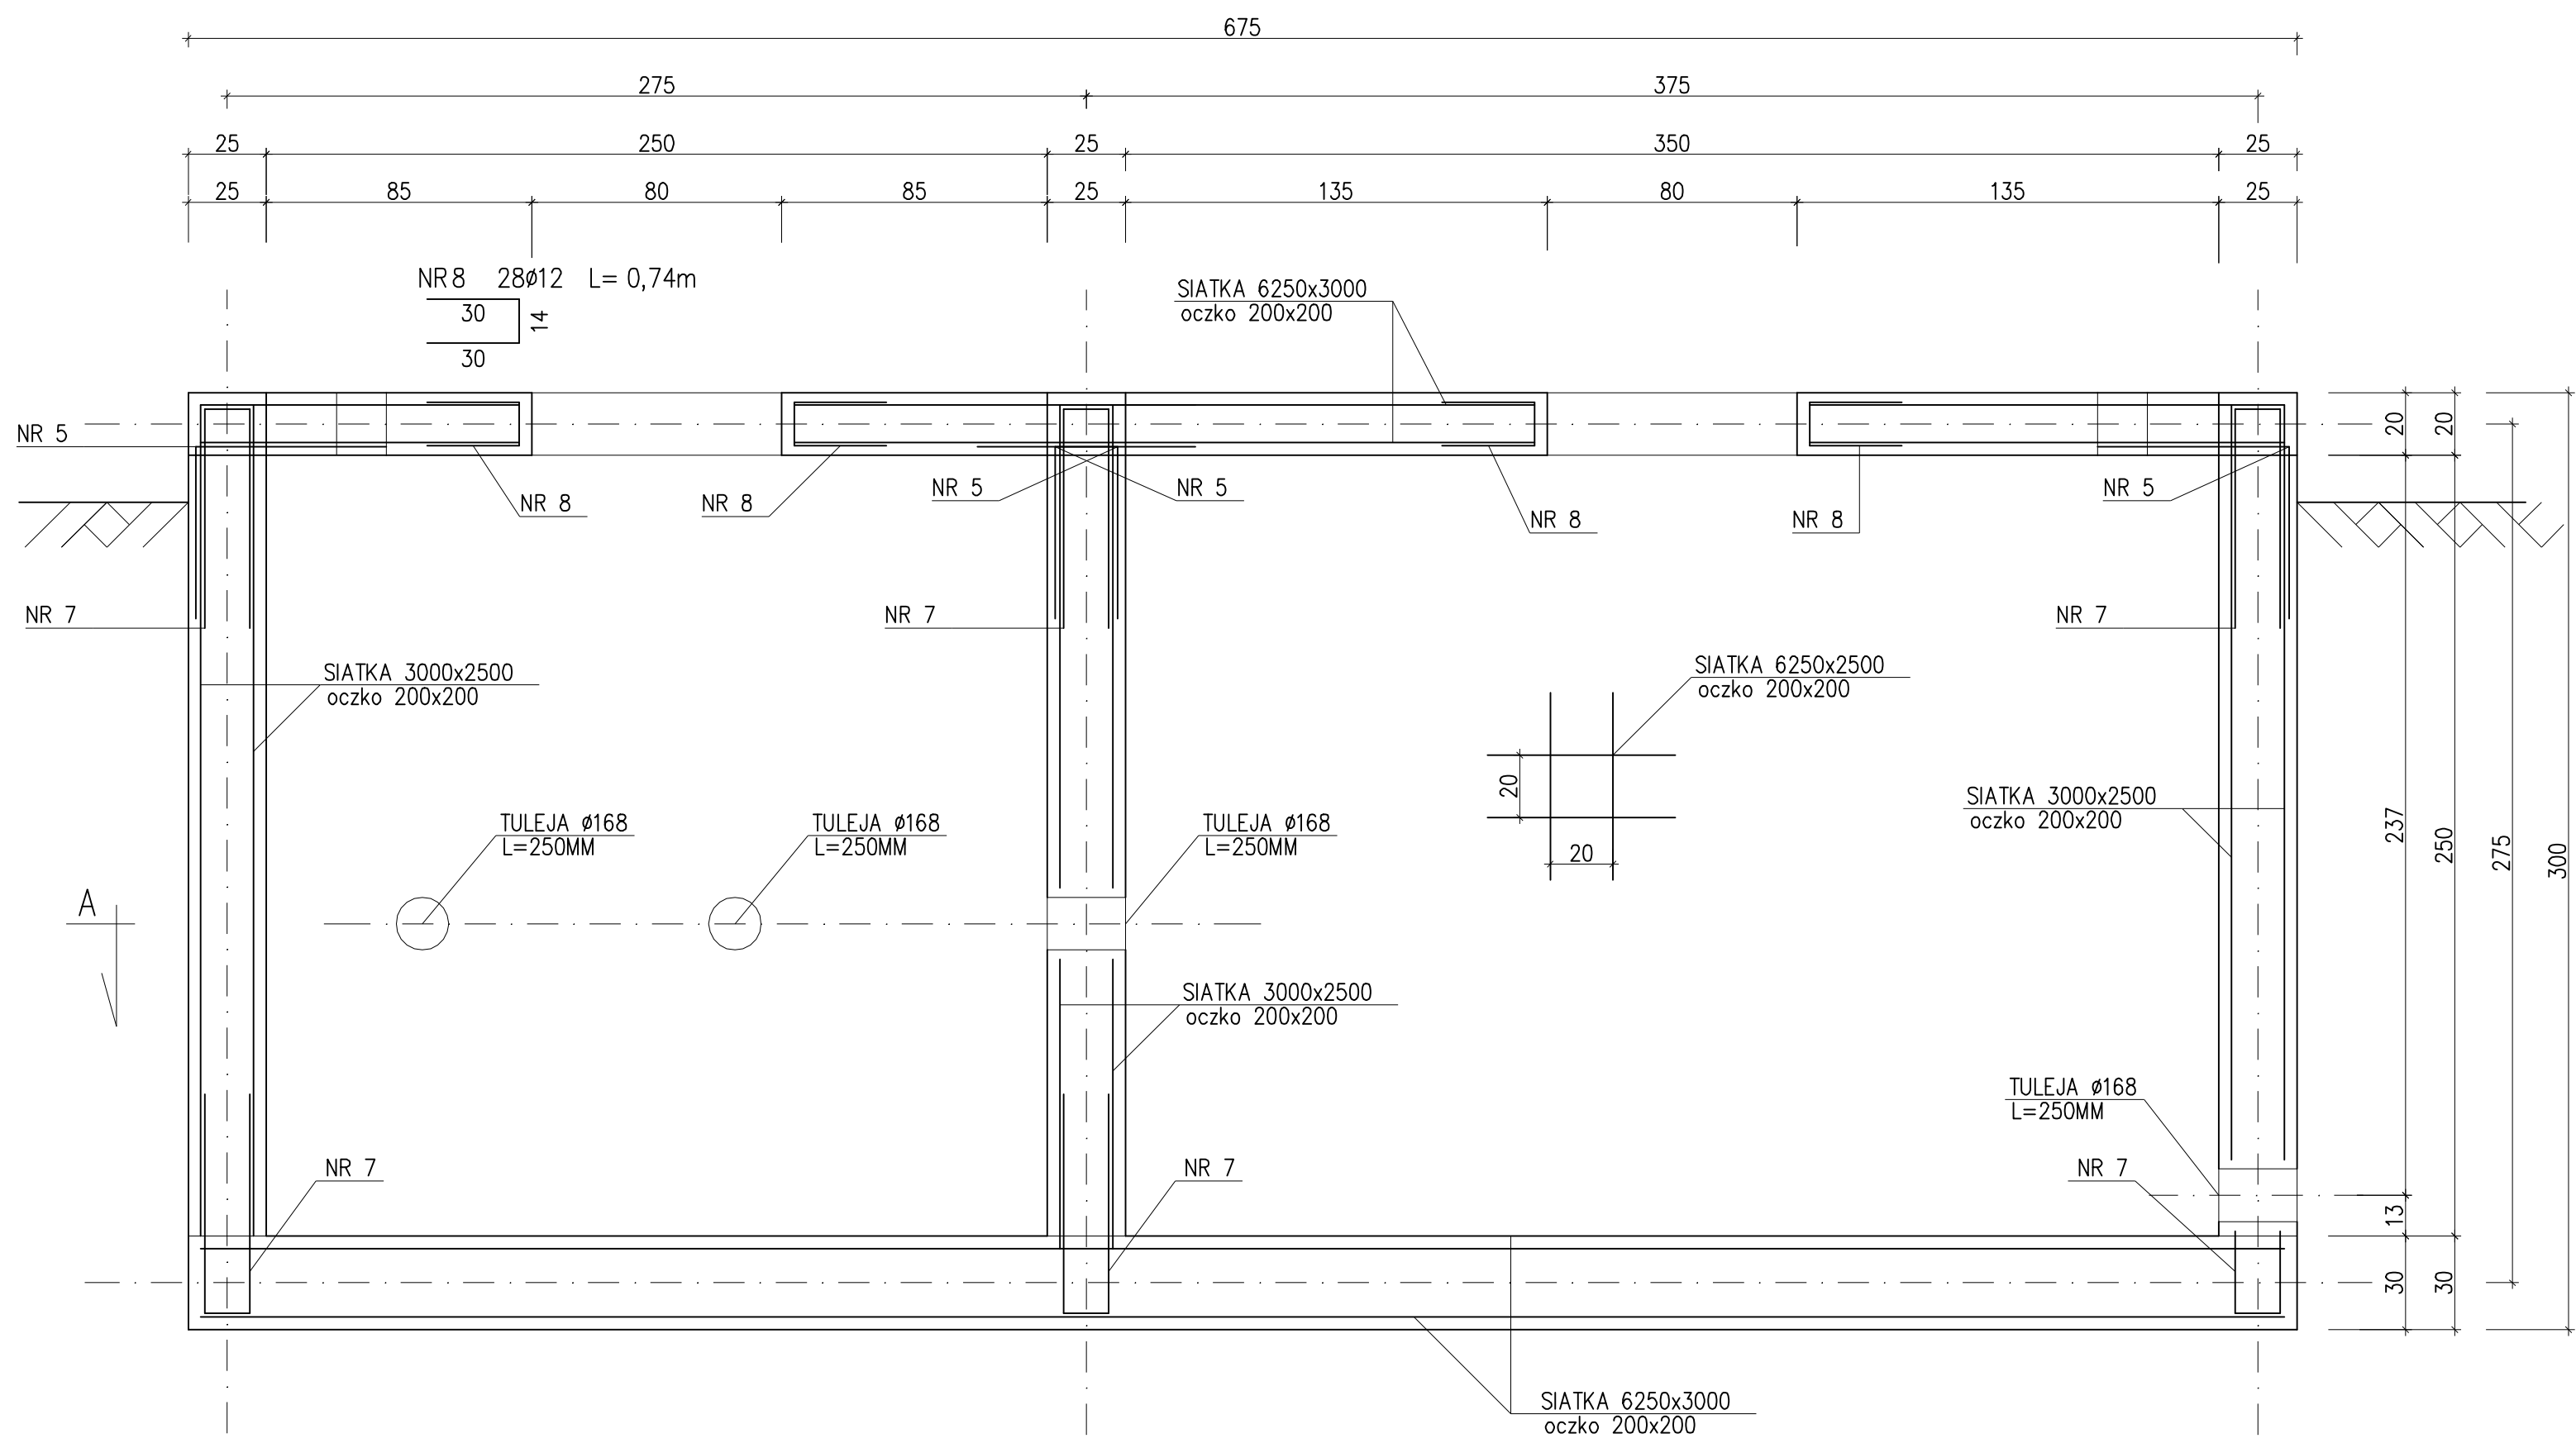 675
275 375
25 250 25 350 25
25 85 80 85 25 135 80 135 25
NR 8 28ø12 L= 0,74m
30
14
30
SIATKA 6250x3000
oczko 200x200
NR 5
20 20
NR 8
NR 8
NR 5
NR 5
NR 8
NR 8
NR 5
NR 7
NR 7
NR 7
SIATKA 3000x2500
oczko 200x200
SIATKA 6250x2500
oczko 200x200
20
20
SIATKA 3000x2500
oczko 200x200
TULEJA ø168
L=250MM
TULEJA ø168
L=250MM
TULEJA ø168
L=250MM
237
250
275
300
A
SIATKA 3000x2500
oczko 200x200
TULEJA ø168
L=250MM
NR 7
NR 7
NR 7
13
30 30
SIATKA 6250x3000
oczko 200x200